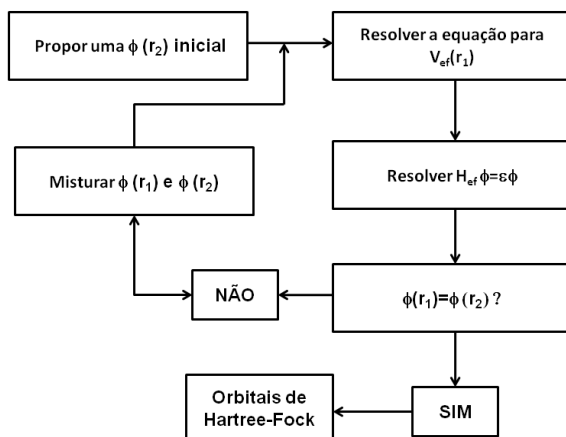 Propor uma ϕ (r₂) inicial
Resolver a equação para
Vₑf(r₁)
Misturar ϕ (r₁) e ϕ (r₂)
Resolver Hₑf ϕ=εϕ
NÃO
ϕ(r₁)=ϕ(r₂) ?
Orbitais de
Hartree-Fock
SIM